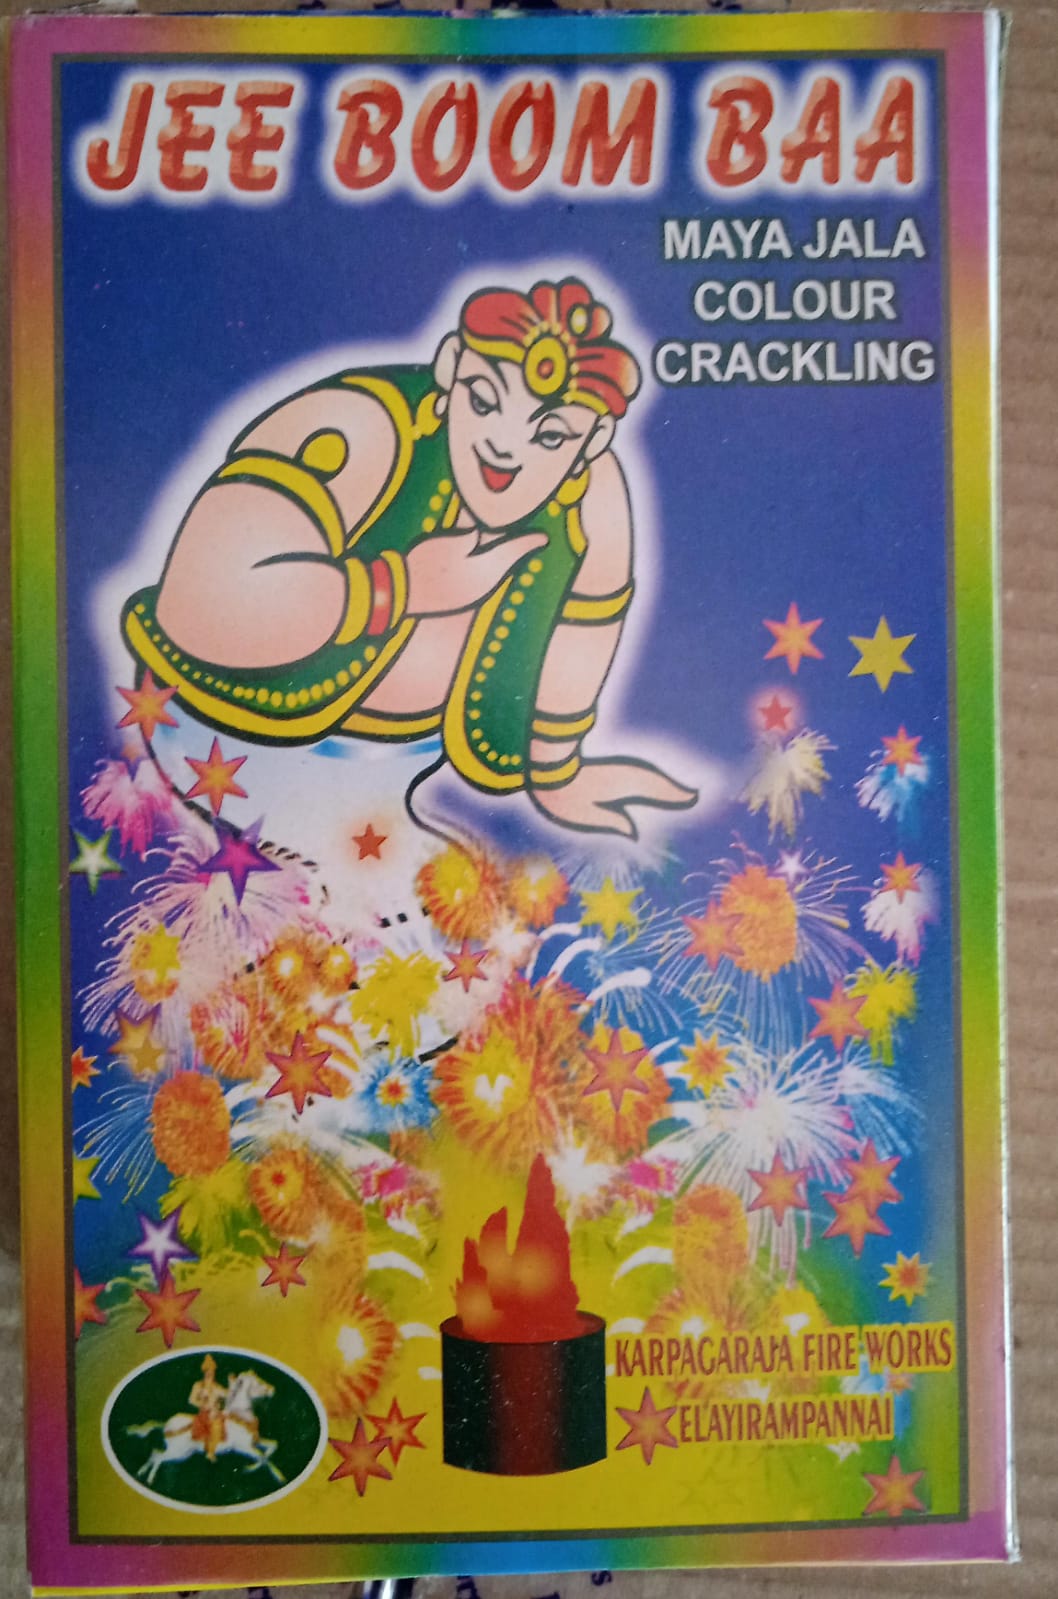 JEE BOOM BAA
MAYA JALA
COLOUR
CRACKLING
KARPAGARAJA FIRE WORKS
ELAYIRAMPANNAI